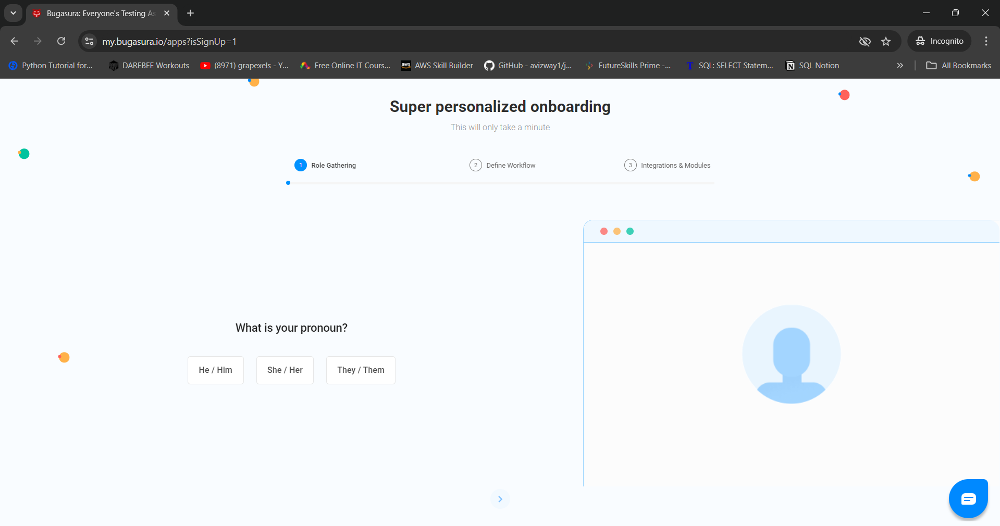 Bugasura: Everyone's Testing As
my.bugasura.io/apps?isSignUp=1
Incognito
Python Tutorial for...
DAREBEE Workouts
(8971) grapexels - Y...
Free Online IT Cours...
aws
AWS Skill Builder
GitHub - avizway1/j...
FutureSkills Prime -...
T
SQL: SELECT Statem...
SQL Notion
All Bookmarks
Super personalized onboarding
This will only take a minute
1 Role Gathering
2 Define Workflow
3 Integrations & Modules
What is your pronoun?
He / Him
She / Her
They / Them